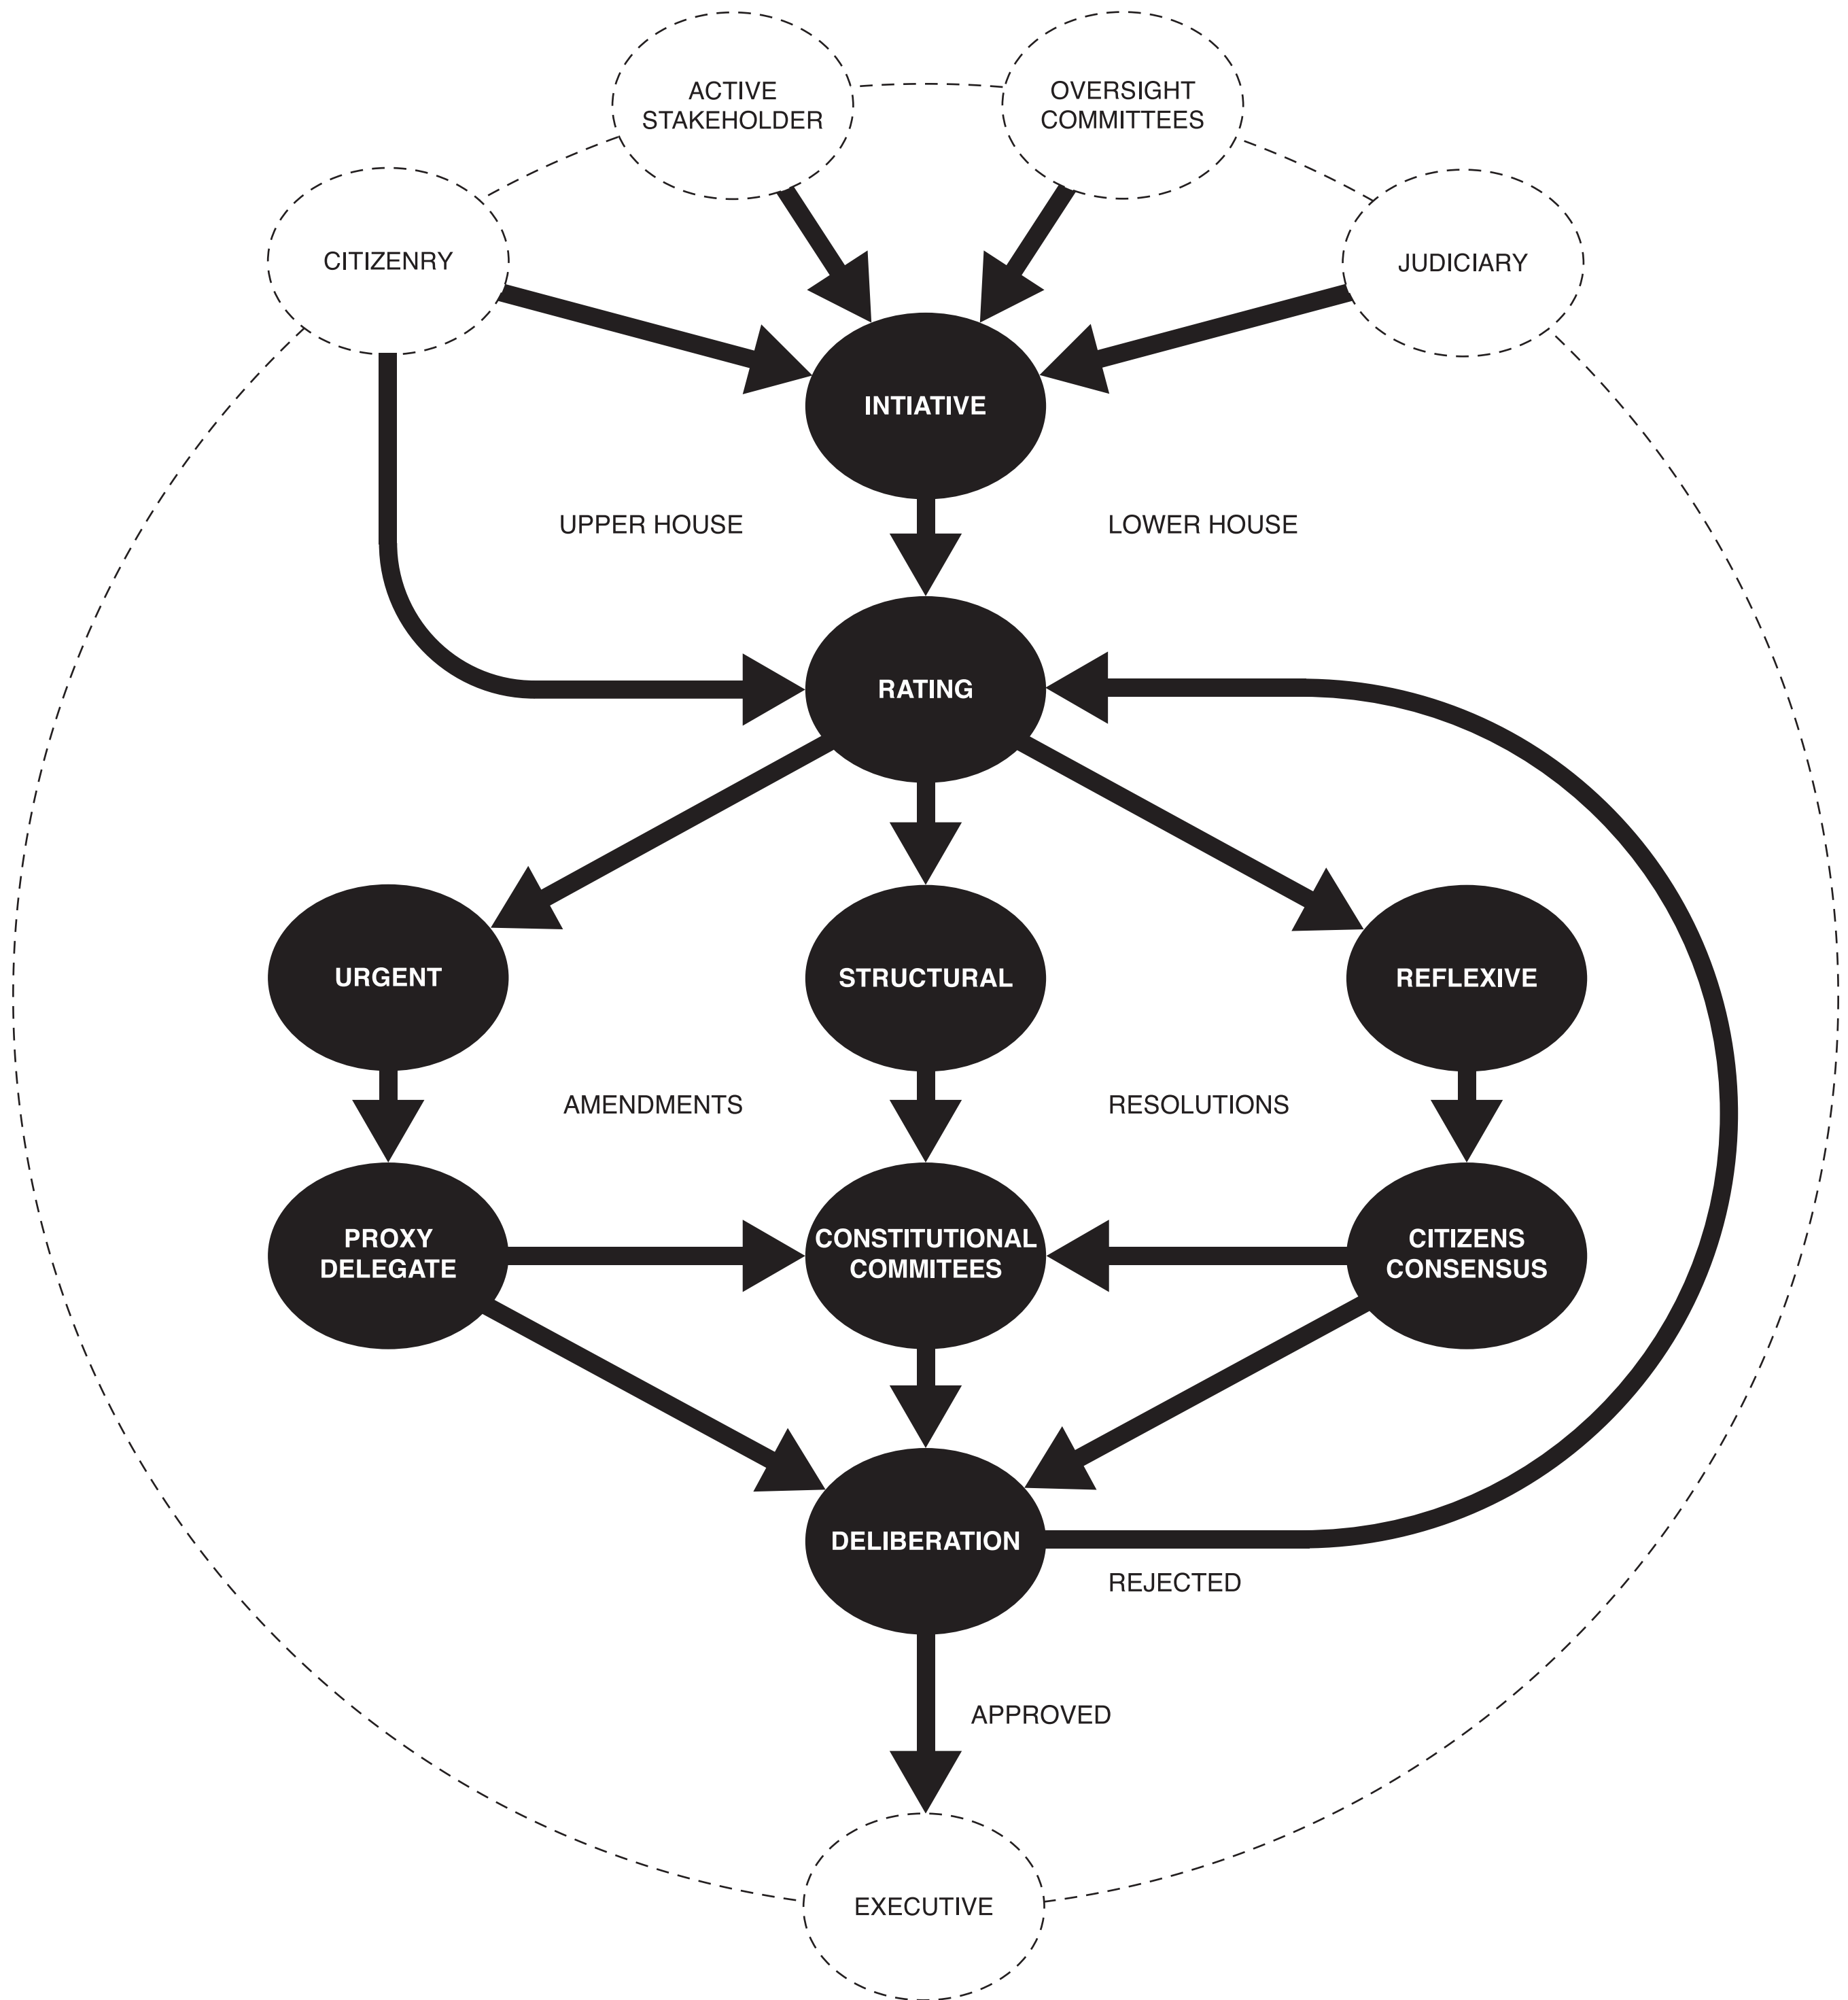 ACTIVE
STAKEHOLDER
OVERSIGHT
COMMITTEES
CITIZENRY
JUDICIARY
INTIATIVE
UPPER HOUSE
LOWER HOUSE
RATING
URGENT
STRUCTURAL
REFLEXIVE
AMENDMENTS
RESOLUTIONS
PROXY
DELEGATE
CONSTITUTIONAL
COMMITEES
CITIZENS
CONSENSUS
DELIBERATION
REJECTED
APPROVED
EXECUTIVE